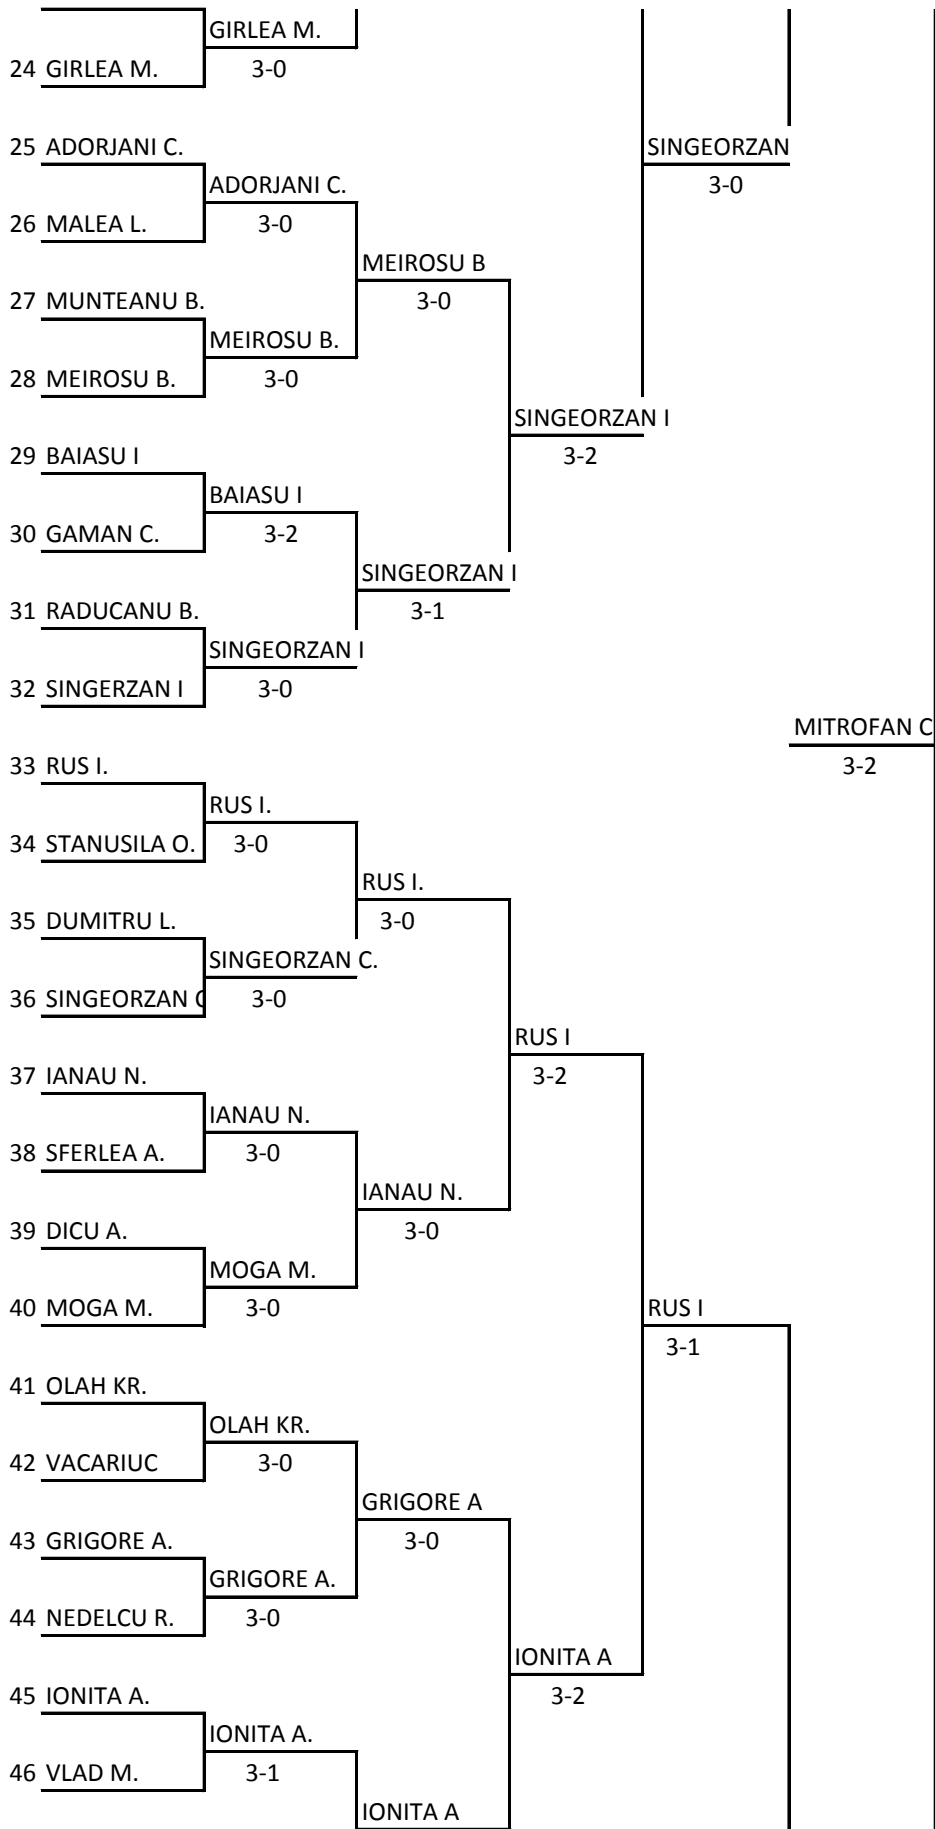 GIRLEA M.
24 GIRLEA M. 3-0
25 ADORJANI C. SINGEORZAN
ADORJANI C. 3-0
26 MALEA L. 3-0
MEIROSU B
27 MUNTEANU B. 3-0
MEIROSU B.
28 MEIROSU B. 3-0
SINGEORZAN I
29 BAIASU I 3-2
BAIASU I
30 GAMAN C. 3-2
SINGEORZAN I
31 RADUCANU B. 3-1
SINGEORZAN I
32 SINGERZAN I 3-0
MITROFAN C
33 RUS I. 3-2
RUS I.
34 STANUSILA O. 3-0
RUS I.
35 DUMITRU L. 3-0
SINGEORZAN C.
36 SINGEORZAN C 3-0
RUS I
37 IANAU N. 3-2
IANAU N.
38 SFERLEA A. 3-0
IANAU N.
39 DICU A. 3-0
MOGA M.
40 MOGA M. 3-0 RUS I
3-1
41 OLAH KR.
OLAH KR.
42 VACARIUC 3-0
GRIGORE A
43 GRIGORE A. 3-0
GRIGORE A.
44 NEDELCU R. 3-0
IONITA A
45 IONITA A. 3-2
IONITA A.
46 VLAD M. 3-1
IONITA A